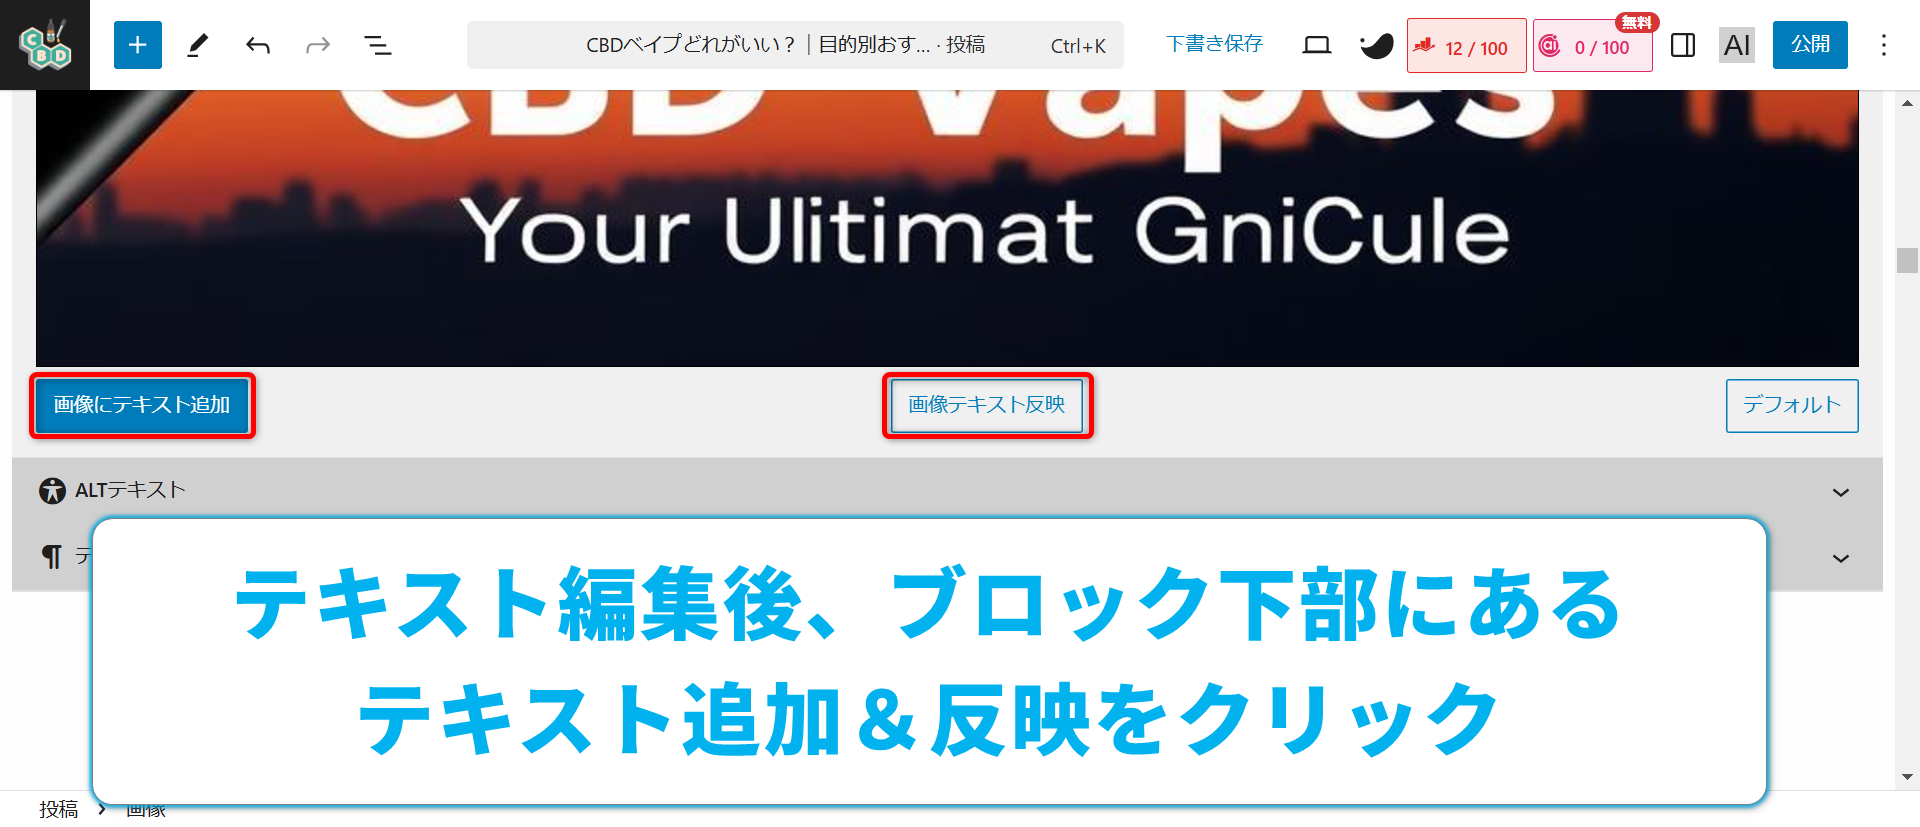 CBD
CBDベイプどれがいい？｜目的別おす... · 投稿
Ctrl+K
下書き保存
12 / 100
無料
0 / 100
AI
公開
CBD Vapes
Your Ulitimat GniCule
画像にテキスト追加
画像テキスト反映
デフォルト
ALTテキスト
テ
テキスト編集後、ブロック下部にある
テキスト追加＆反映をクリック
投稿 › 画像